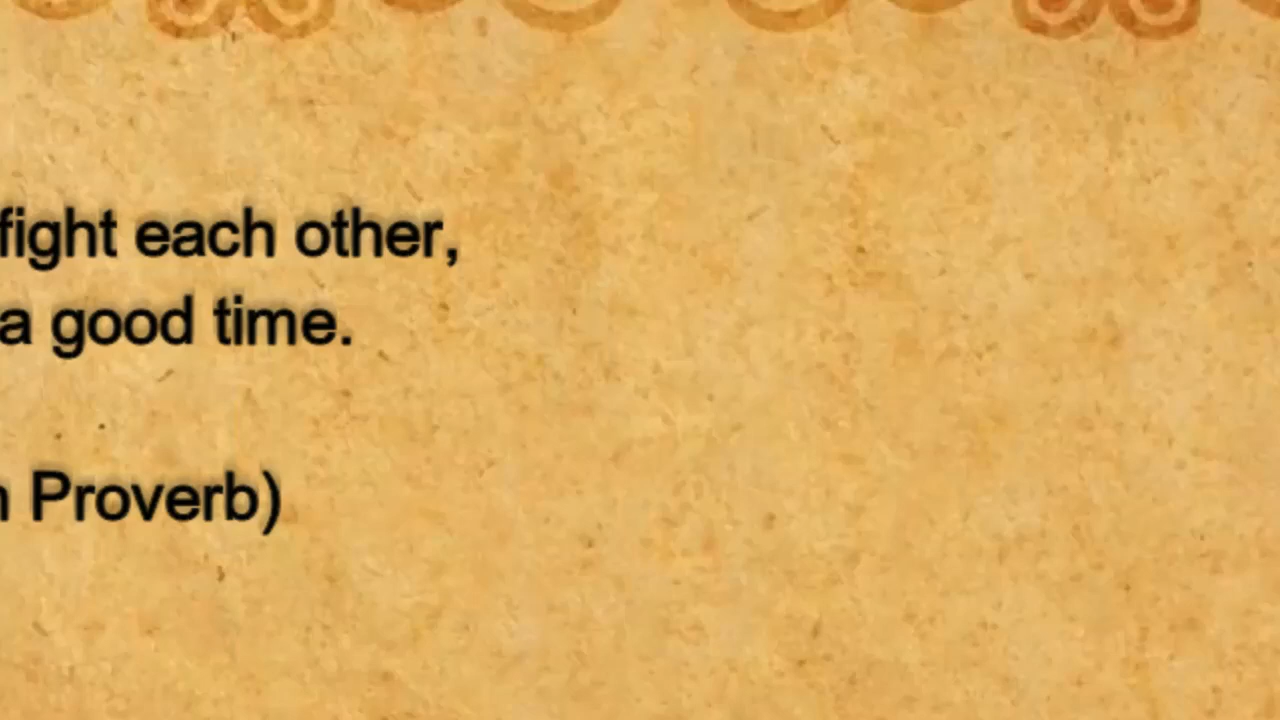 fight each other,
a good time.
Proverb)